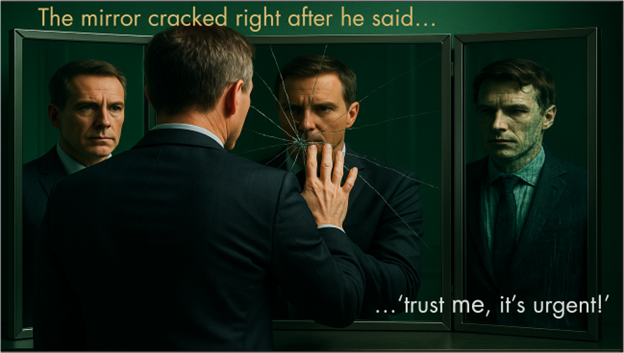 The mirror cracked right after he said...
...‘trust me, it’s urgent!’